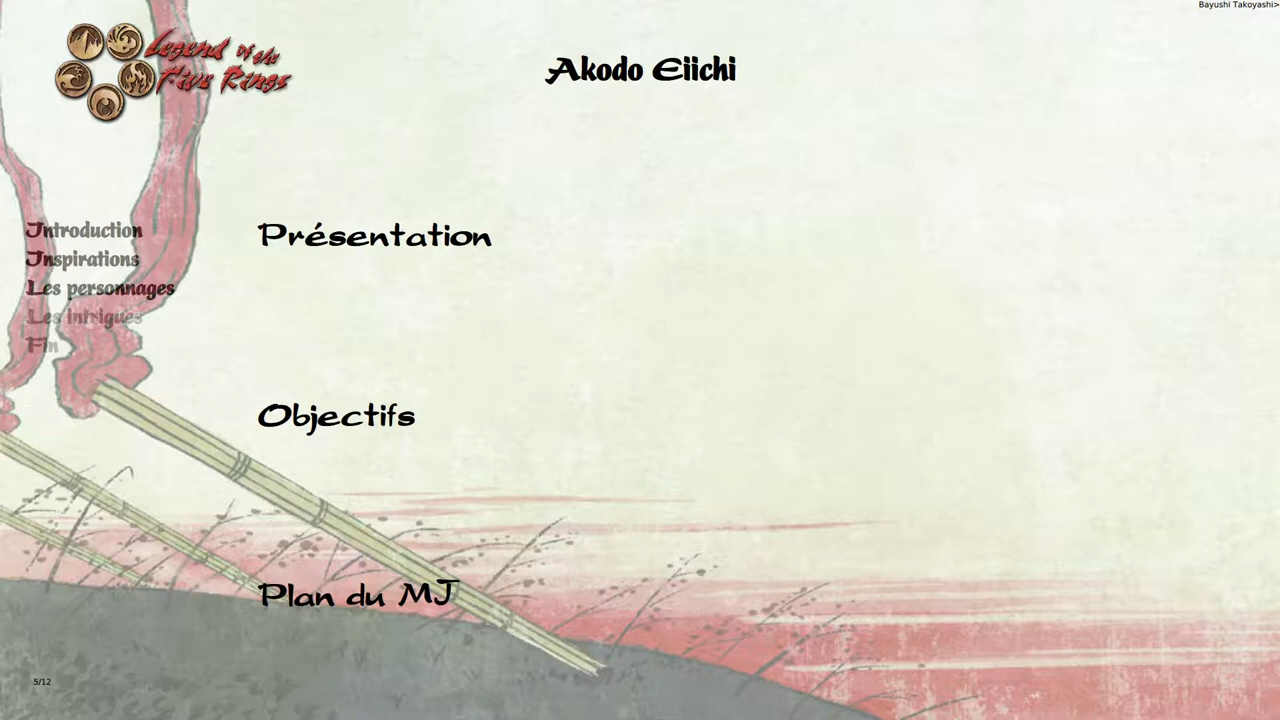 Bayushi Takoyashi>
Legend of the
Five Rings
Akodo Eiichi
Introduction
Inspirations
Les personnages
Les intrigues
Fin
Présentation
Objectifs
Plan du MJ
5/12